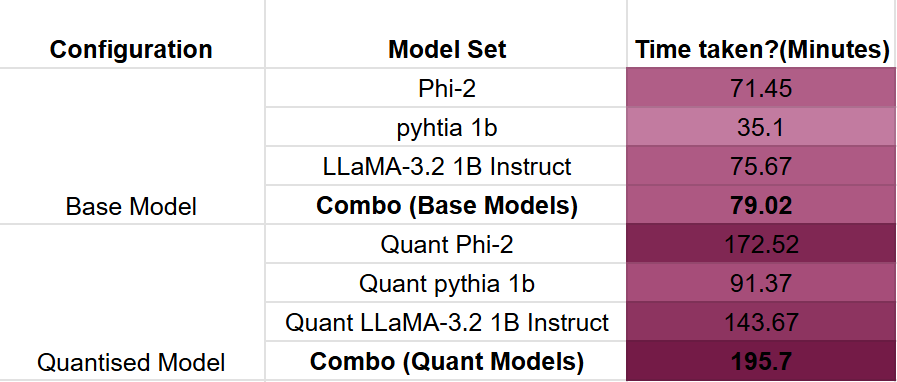 Configuration Model Set Time taken?(Minutes)
Phi-2 71.45
pyhtia 1b 35.1
LLaMA-3.2 1B Instruct 75.67
Base Model Combo (Base Models) 79.02
Quant Phi-2 172.52
Quant pythia 1b 91.37
Quant LLaMA-3.2 1B Instruct 143.67
Quantised Model Combo (Quant Models) 195.7